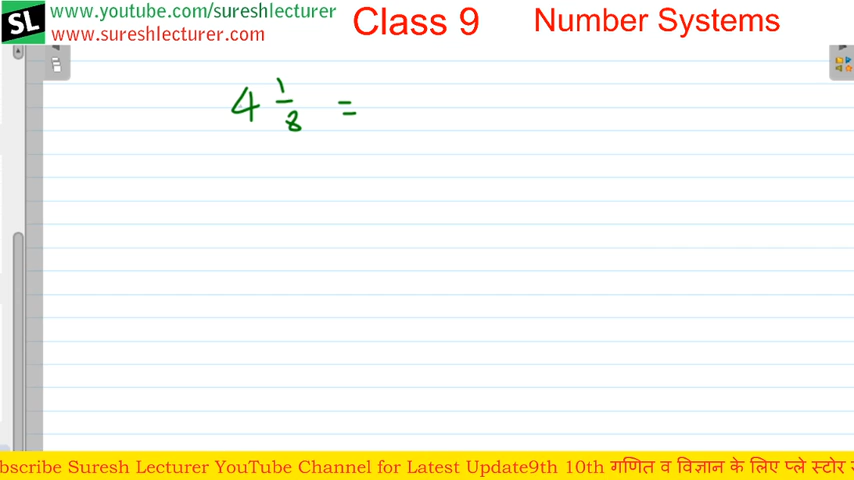 SL www.youtube.com/sureshlecturer Class 9 Number Systems
www.sureshlecturer.com
4 1/8 =
bscribe Suresh Lecturer YouTube Channel for Latest Update9th 10th गणित व विज्ञान के लिए प्ले स्टोर